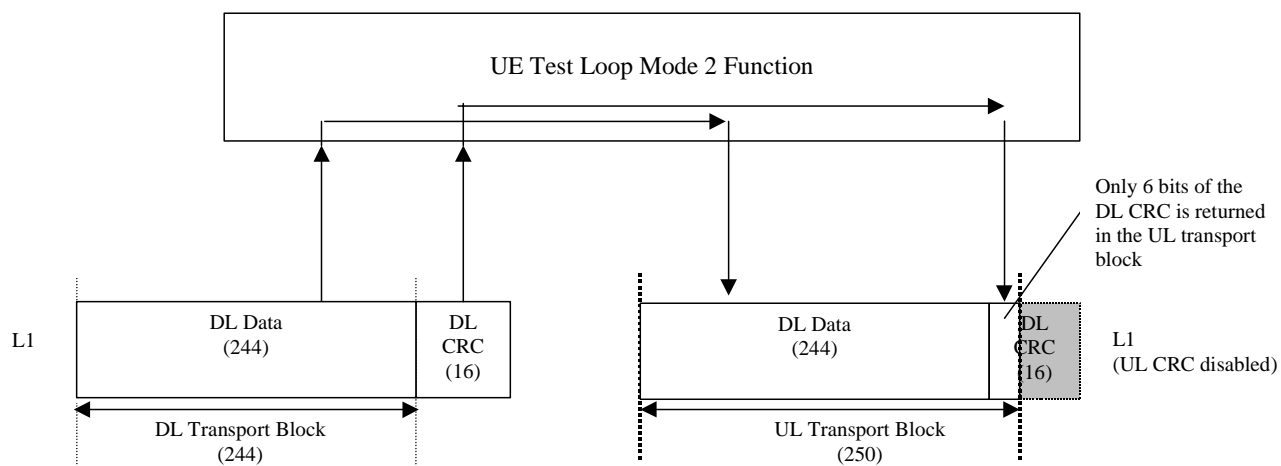 UE Test Loop Mode 2 Function
Only 6 bits of the
DL CRC is returned
in the UL transport
block
L1
DL Data
(244)
DL
CRC
(16)
DL Data
(244)
DL
CRC
(16)
L1
(UL CRC disabled)
DL Transport Block
(244)
UL Transport Block
(250)